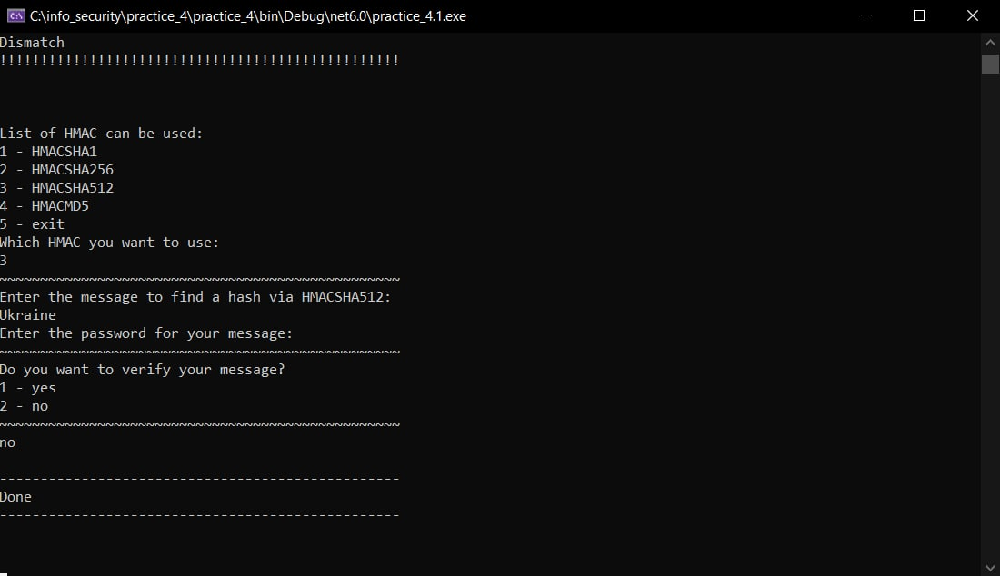 C:\info_security\practice_4\practice_4\bin\Debug\net6.0\practice_4.1.exe
Dismatch
!!!!!!!!!!!!!!!!!!!!!!!!!!!!!!!!!!!!!!!!!!!!!!!!!
List of HMAC can be used:
1 - HMACSHA1
2 - HMACSHA256
3 - HMACSHA512
4 - HMACMD5
5 - exit
Which HMAC you want to use:
3
~~~~~~~~~~~~~~~~~~~~~~~~~~~~~~~~~~~~~~~~~~~~~~~~~
Enter the message to find a hash via HMACSHA512:
Ukraine
Enter the password for your message:
~~~~~~~~~~~~~~~~~~~~~~~~~~~~~~~~~~~~~~~~~~~~~~~~~
Do you want to verify your message?
1 - yes
2 - no
~~~~~~~~~~~~~~~~~~~~~~~~~~~~~~~~~~~~~~~~~~~~~~~~~
no
-------------------------------------------------
Done
-------------------------------------------------